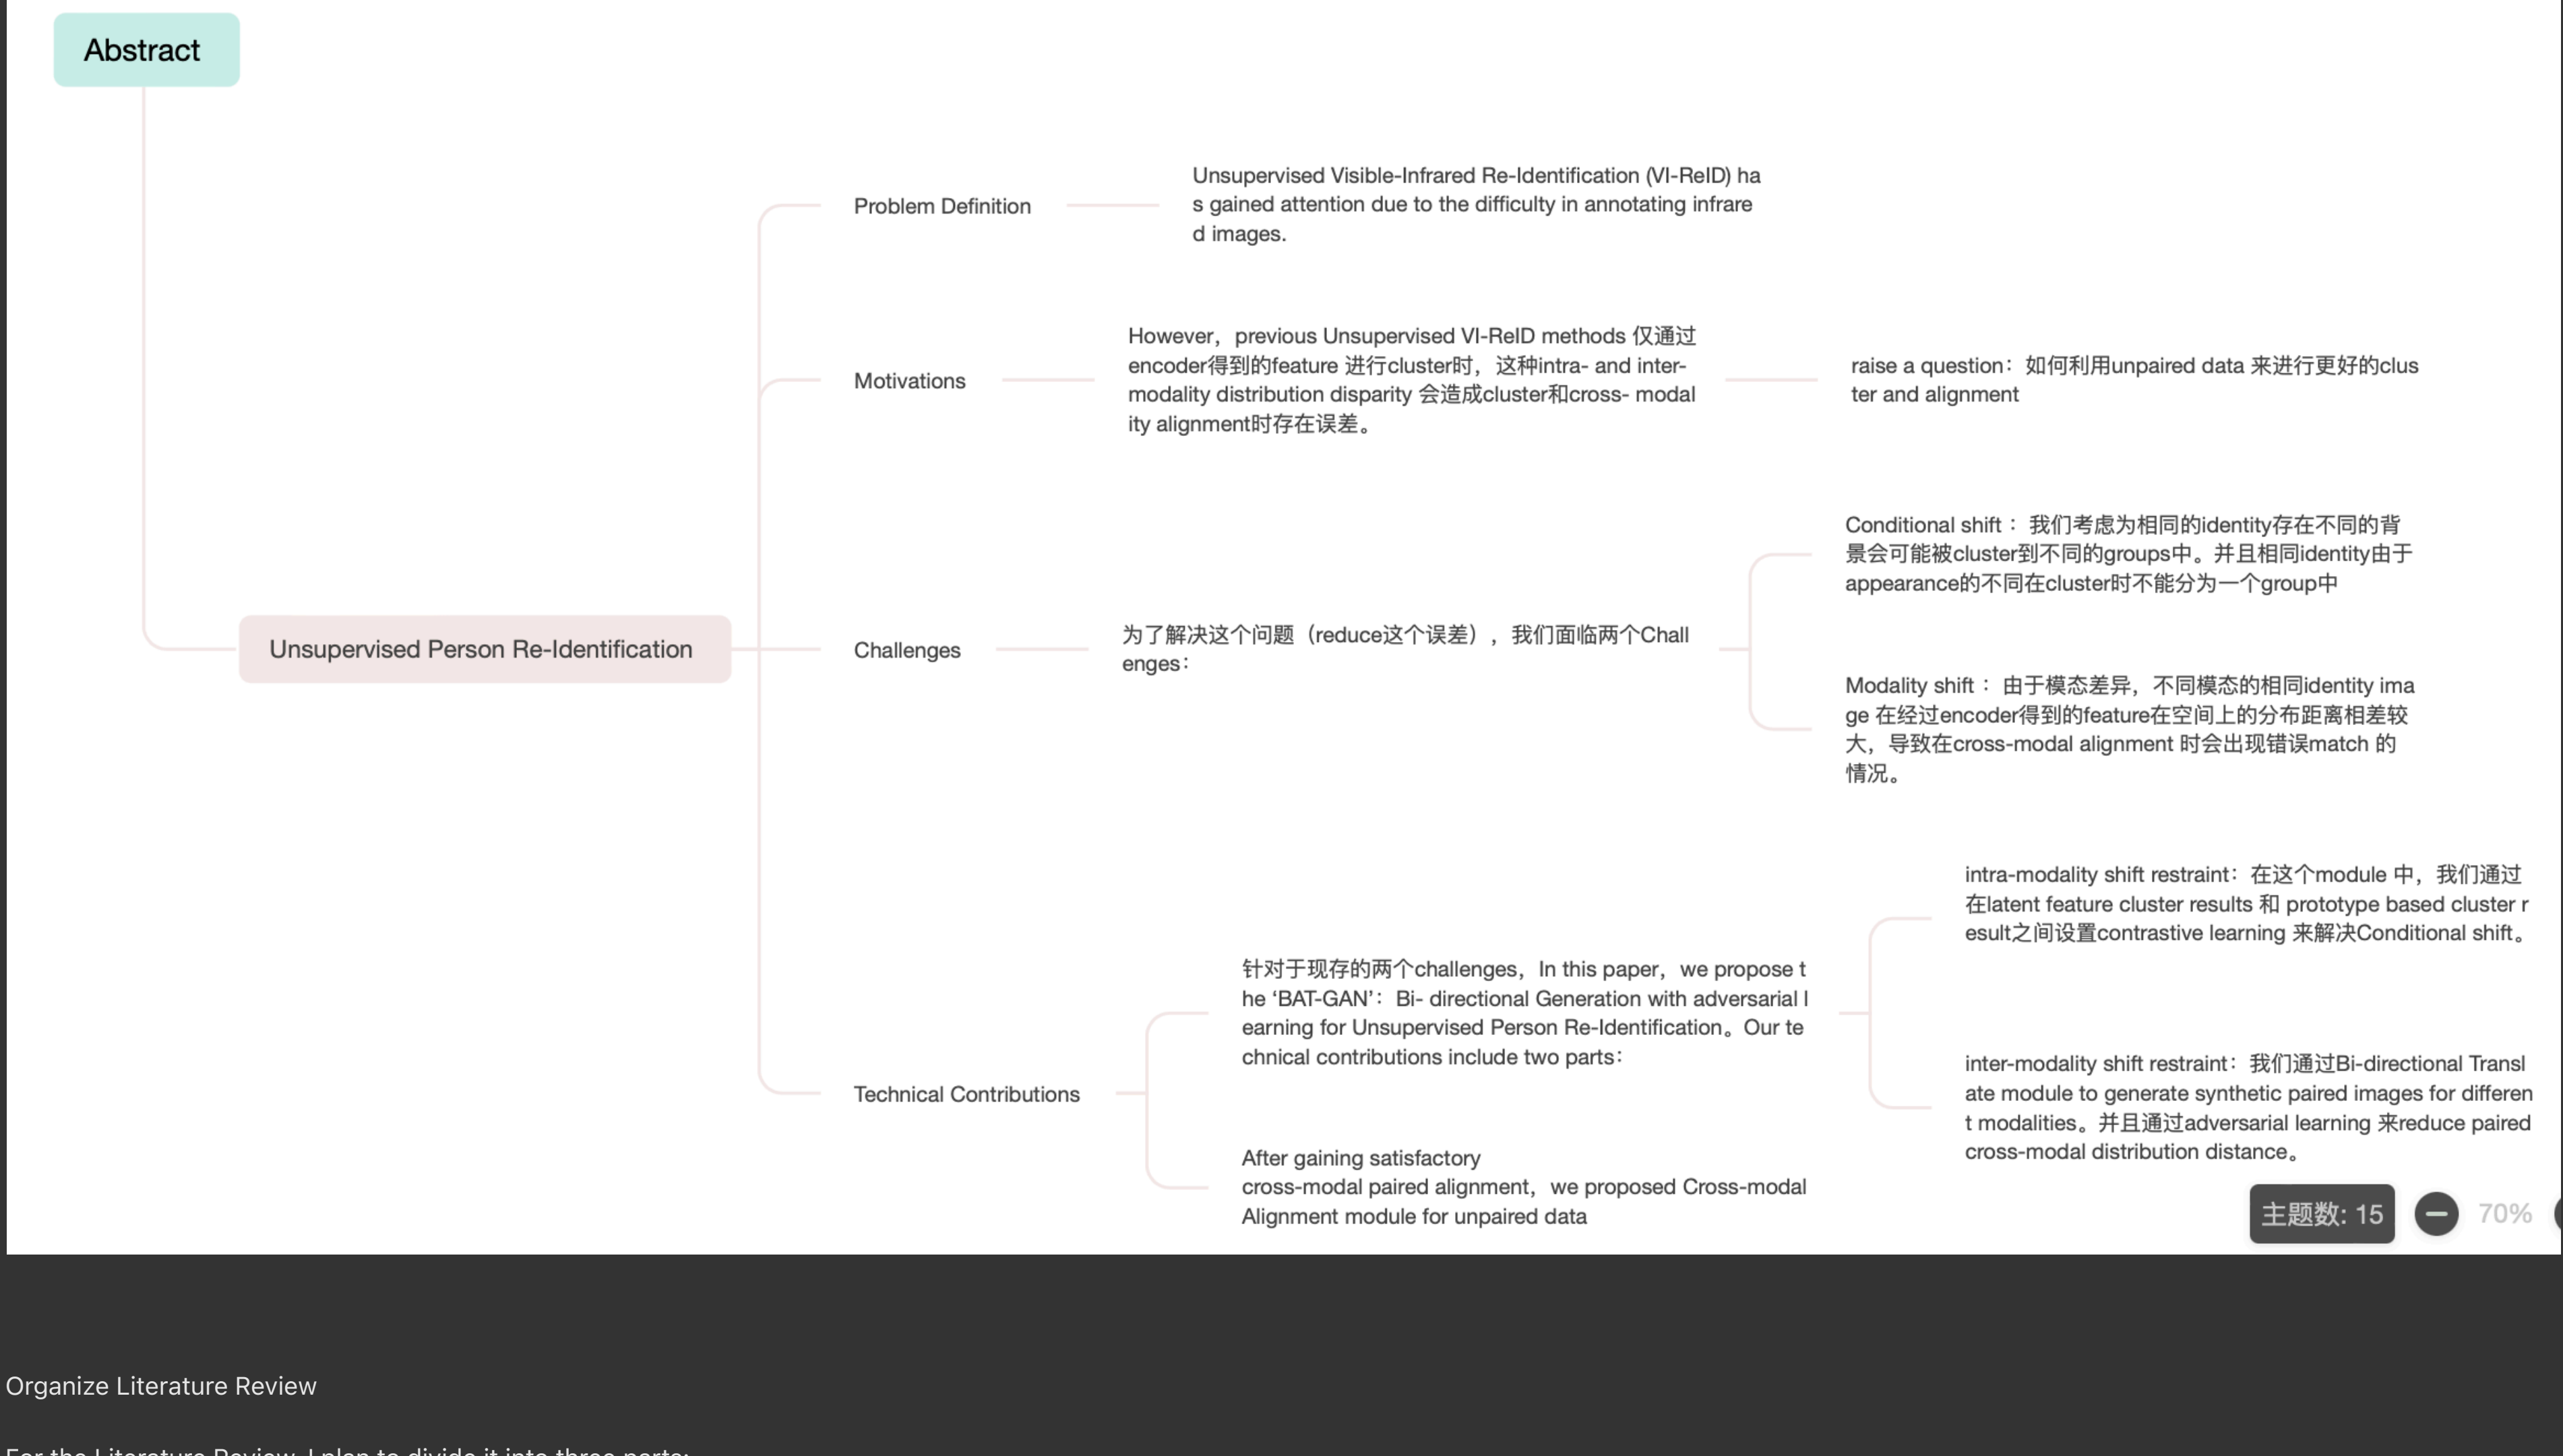 Abstract
Problem Definition
Unsupervised Visible-Infrared Re-Identification (VI-ReID) ha
s gained attention due to the difficulty in annotating infrare
d images.
Motivations
However，previous Unsupervised VI-ReID methods 仅通过
encoder得到的feature 进行cluster时，这种intra- and inter-
modality distribution disparity 会造成cluster和cross- modal
ity alignment时存在误差。
raise a question：如何利用unpaired data 来进行更好的clus
ter and alignment
Unsupervised Person Re-Identification
Challenges
为了解决这个问题（reduce这个误差），我们面临两个Chall
enges：
Conditional shift： 我们考虑为相同的identity存在不同的背
景会可能被cluster到不同的groups中。并且相同identity由于
appearance的不同在cluster时不能分为一个group中
Modality shift： 由于模态差异，不同模态的相同identity ima
ge 在经过encoder得到的feature在空间上的分布距离相差较
大，导致在cross-modal alignment 时会出现错误match 的
情况。
Technical Contributions
针对于现存的两个challenges，In this paper，we propose t
he ‘BAT-GAN’：Bi- directional Generation with adversarial l
earning for Unsupervised Person Re-Identification。Our te
chnical contributions include two parts：
intra-modality shift restraint：在这个module 中，我们通过
在latent feature cluster results 和 prototype based cluster r
esult之间设置contrastive learning 来解决Conditional shift。
inter-modality shift restraint：我们通过Bi-directional Transl
ate module to generate synthetic paired images for differen
t modalities。并且通过adversarial learning 来reduce paired
cross-modal distribution distance。
After gaining satisfactory
cross-modal paired alignment，we proposed Cross-modal
Alignment module for unpaired data
主题数: 15
70%
Organize Literature Review
For the Literature Review, I plan to divide it into three parts: